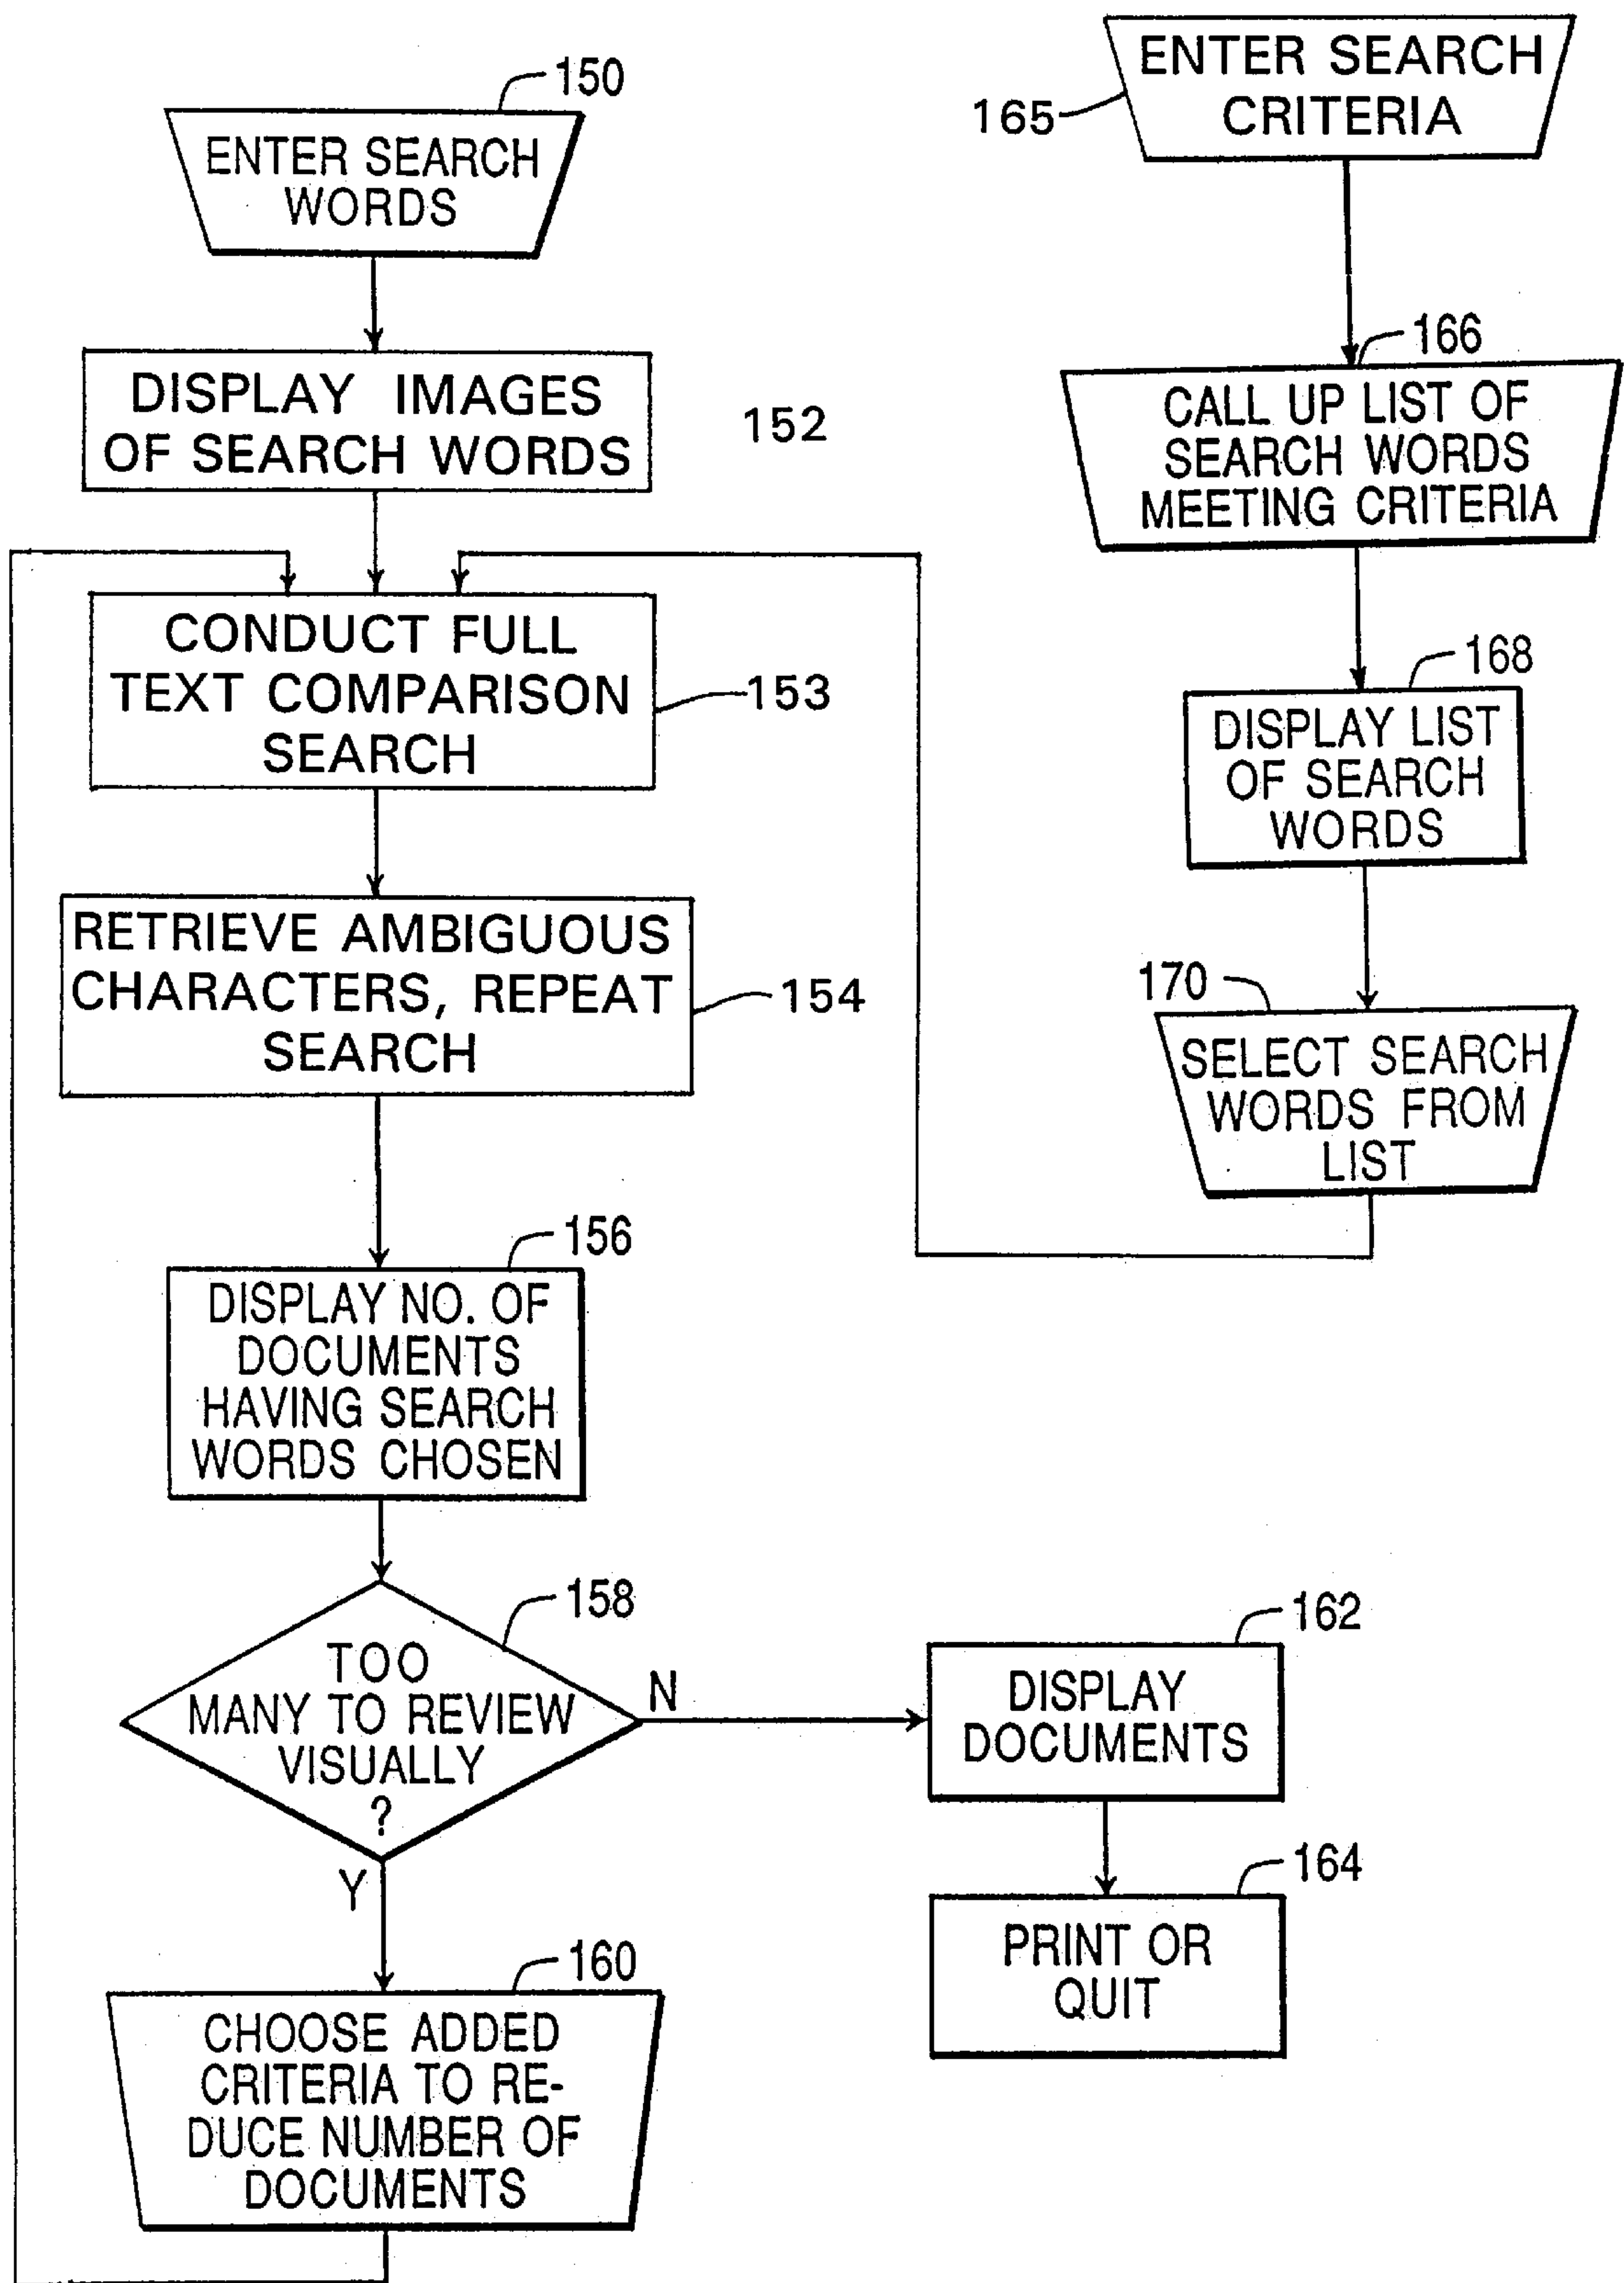 150
ENTER SEARCH
WORDS
DISPLAY IMAGES
OF SEARCH WORDS
152
CONDUCT FULL
TEXT COMPARISON
SEARCH
153
RETRIEVE AMBIGUOUS
CHARACTERS, REPEAT
SEARCH
154
156
DISPLAY NO. OF
DOCUMENTS
HAVING SEARCH
WORDS CHOSEN
158
TOO
MANY TO REVIEW
VISUALLY
?
N
Y
160
CHOOSE ADDED
CRITERIA TO RE-
DUCE NUMBER OF
DOCUMENTS
162
DISPLAY
DOCUMENTS
164
PRINT OR
QUIT
165
ENTER SEARCH
CRITERIA
166
CALL UP LIST OF
SEARCH WORDS
MEETING CRITERIA
168
DISPLAY LIST
OF SEARCH
WORDS
170
SELECT SEARCH
WORDS FROM
LIST